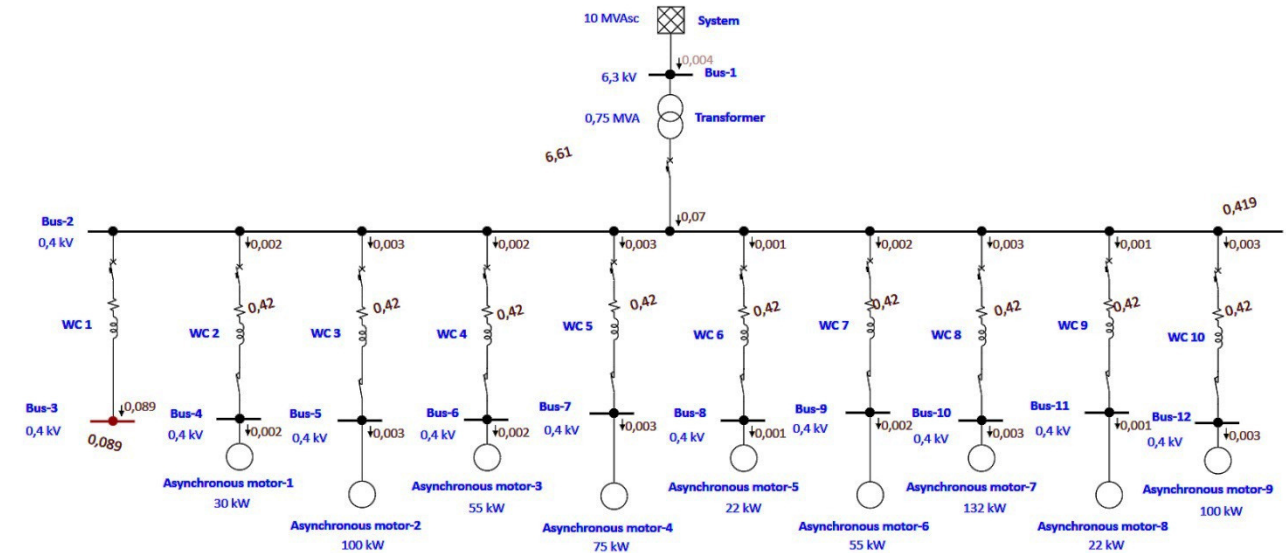 10 MVAsc System
0,004
6,3 kV Bus-1
0,75 MVA Transformer
6,61
Bus-2
0,4 kV
0,07
0,419
0,002 0,003 0,002 0,003 0,001 0,002 0,003 0,001 0,003
0,42 0,42 0,42 0,42 0,42 0,42 0,42 0,42 0,42
WC 1 WC 2 WC 3 WC 4 WC 5 WC 6 WC 7 WC 8 WC 9 WC 10
Bus-3 0,089
0,4 kV
0,089
Bus-4
0,4 kV 0,002
Bus-5
0,4 kV 0,003
Bus-6
0,4 kV 0,002
Bus-7
0,4 kV 0,003
Bus-8
0,4 kV 0,001
Bus-9
0,4 kV 0,002
Bus-10
0,4 kV 0,003
Bus-11
0,4 kV 0,001
Bus-12
0,4 kV 0,003
Asynchronous motor-1
30 kW
Asynchronous motor-2
100 kW
Asynchronous motor-3
55 kW
Asynchronous motor-4
75 kW
Asynchronous motor-5
22 kW
Asynchronous motor-6
55 kW
Asynchronous motor-7
132 kW
Asynchronous motor-8
22 kW
Asynchronous motor-9
100 kW